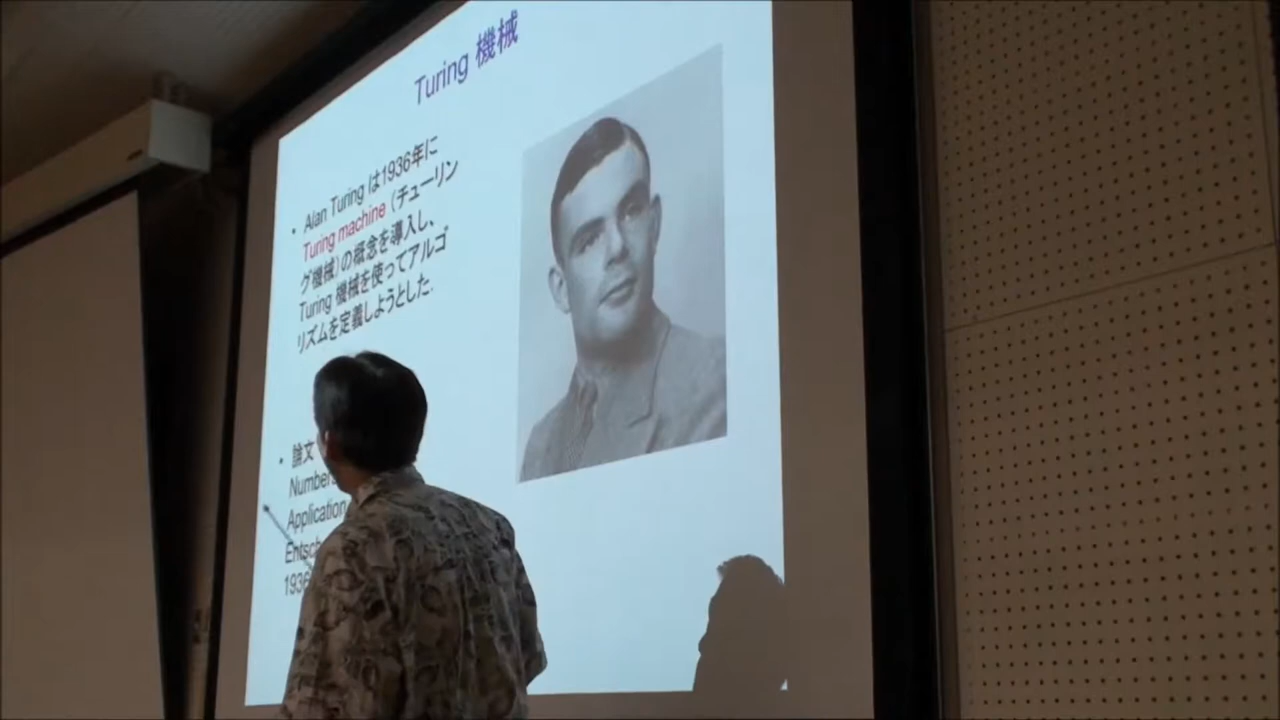 Turing 機械
• Alan Turing は1936年に
Turing machine (チューリン
グ機械)の概念を導入し、
Turing 機械を使ってアルゴ
リズムを定義しようとした.
• 論文
Numbers
Application
Entsch
1936